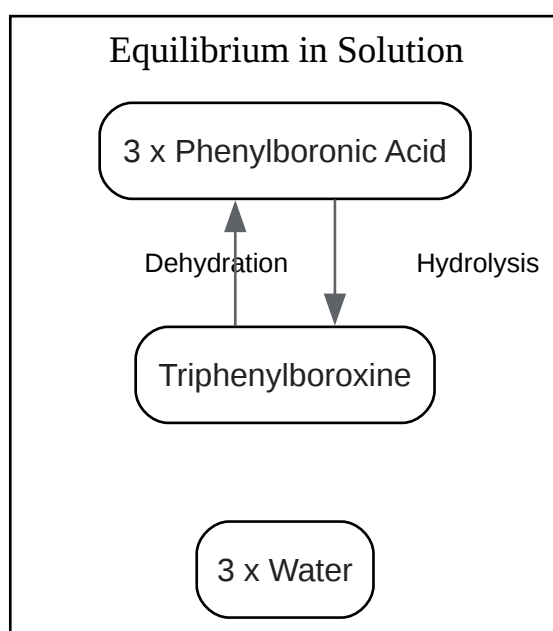 Equilibrium in Solution
3 x Phenylboronic Acid
Dehydration
Hydrolysis
Triphenylboroxine
3 x Water